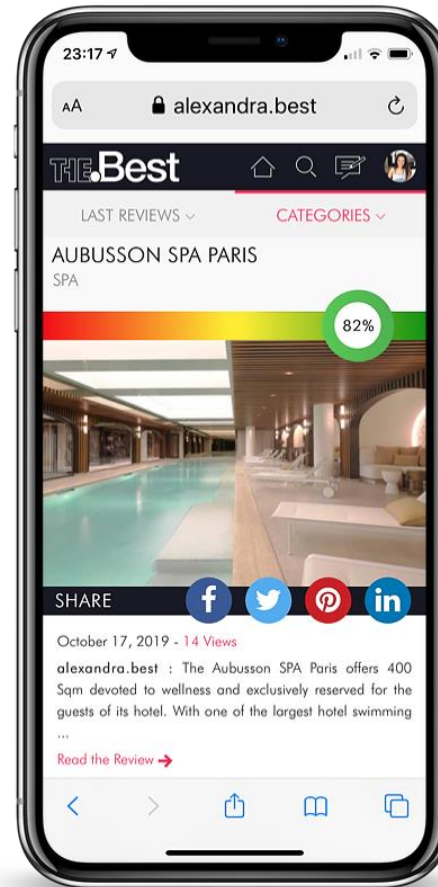 23:17
AA alexandra.best
THE.Best
LAST REVIEWS CATEGORIES
AUBUSSON SPA PARIS
SPA
82%
SHARE
f in
October 17, 2019 - 14 Views
alexandra.best : The Aubusson SPA Paris offers 400
Sqm devoted to wellness and exclusively reserved for the
guests of its hotel. With one of the largest hotel swimming
...
Read the Review